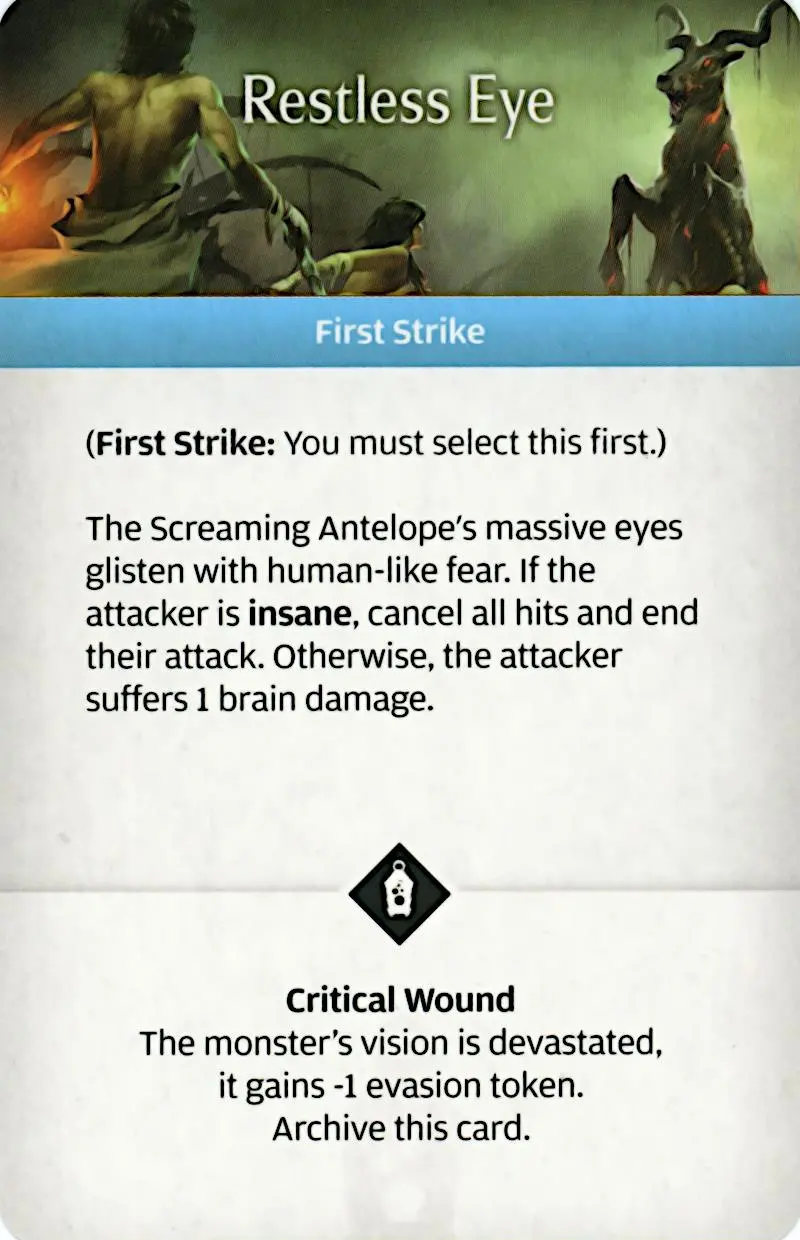 Restless Eye
First Strike
(First Strike: You must select this first.)
The Screaming Antelope's massive eyes
glisten with human-like fear. If the
attacker is insane, cancel all hits and end
their attack. Otherwise, the attacker
suffers 1 brain damage.
Critical Wound
The monster's vision is devastated,
it gains -1 evasion token.
Archive this card.